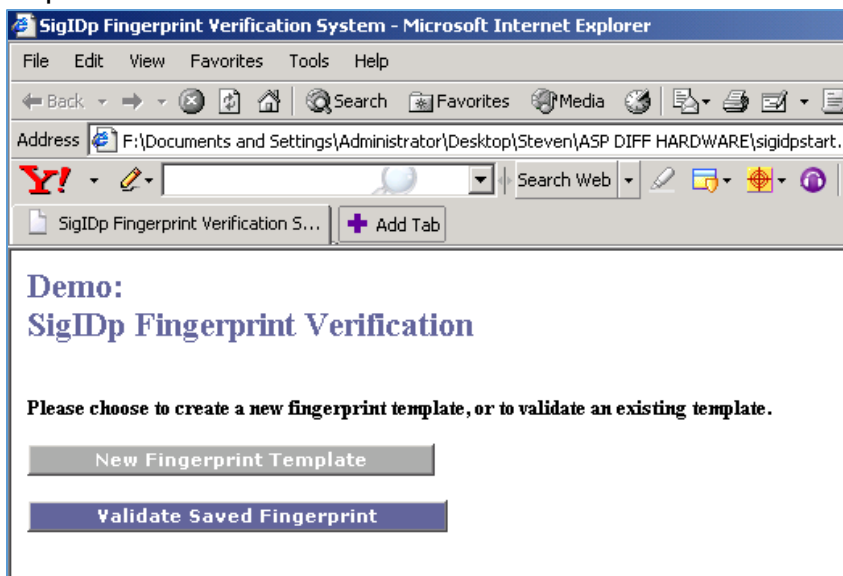 SigIDp Fingerprint Verification System - Microsoft Internet Explorer
File Edit View Favorites Tools Help
Back Search Favorites Media
Address F:\Documents and Settings\Administrator\Desktop\Steven\ASP DIFF HARDWARE\sigidpstart.
Y! Search Web
SigIDp Fingerprint Verification S... Add Tab
Demo:
SigIDp Fingerprint Verification
Please choose to create a new fingerprint template, or to validate an existing template.
New Fingerprint Template
Validate Saved Fingerprint